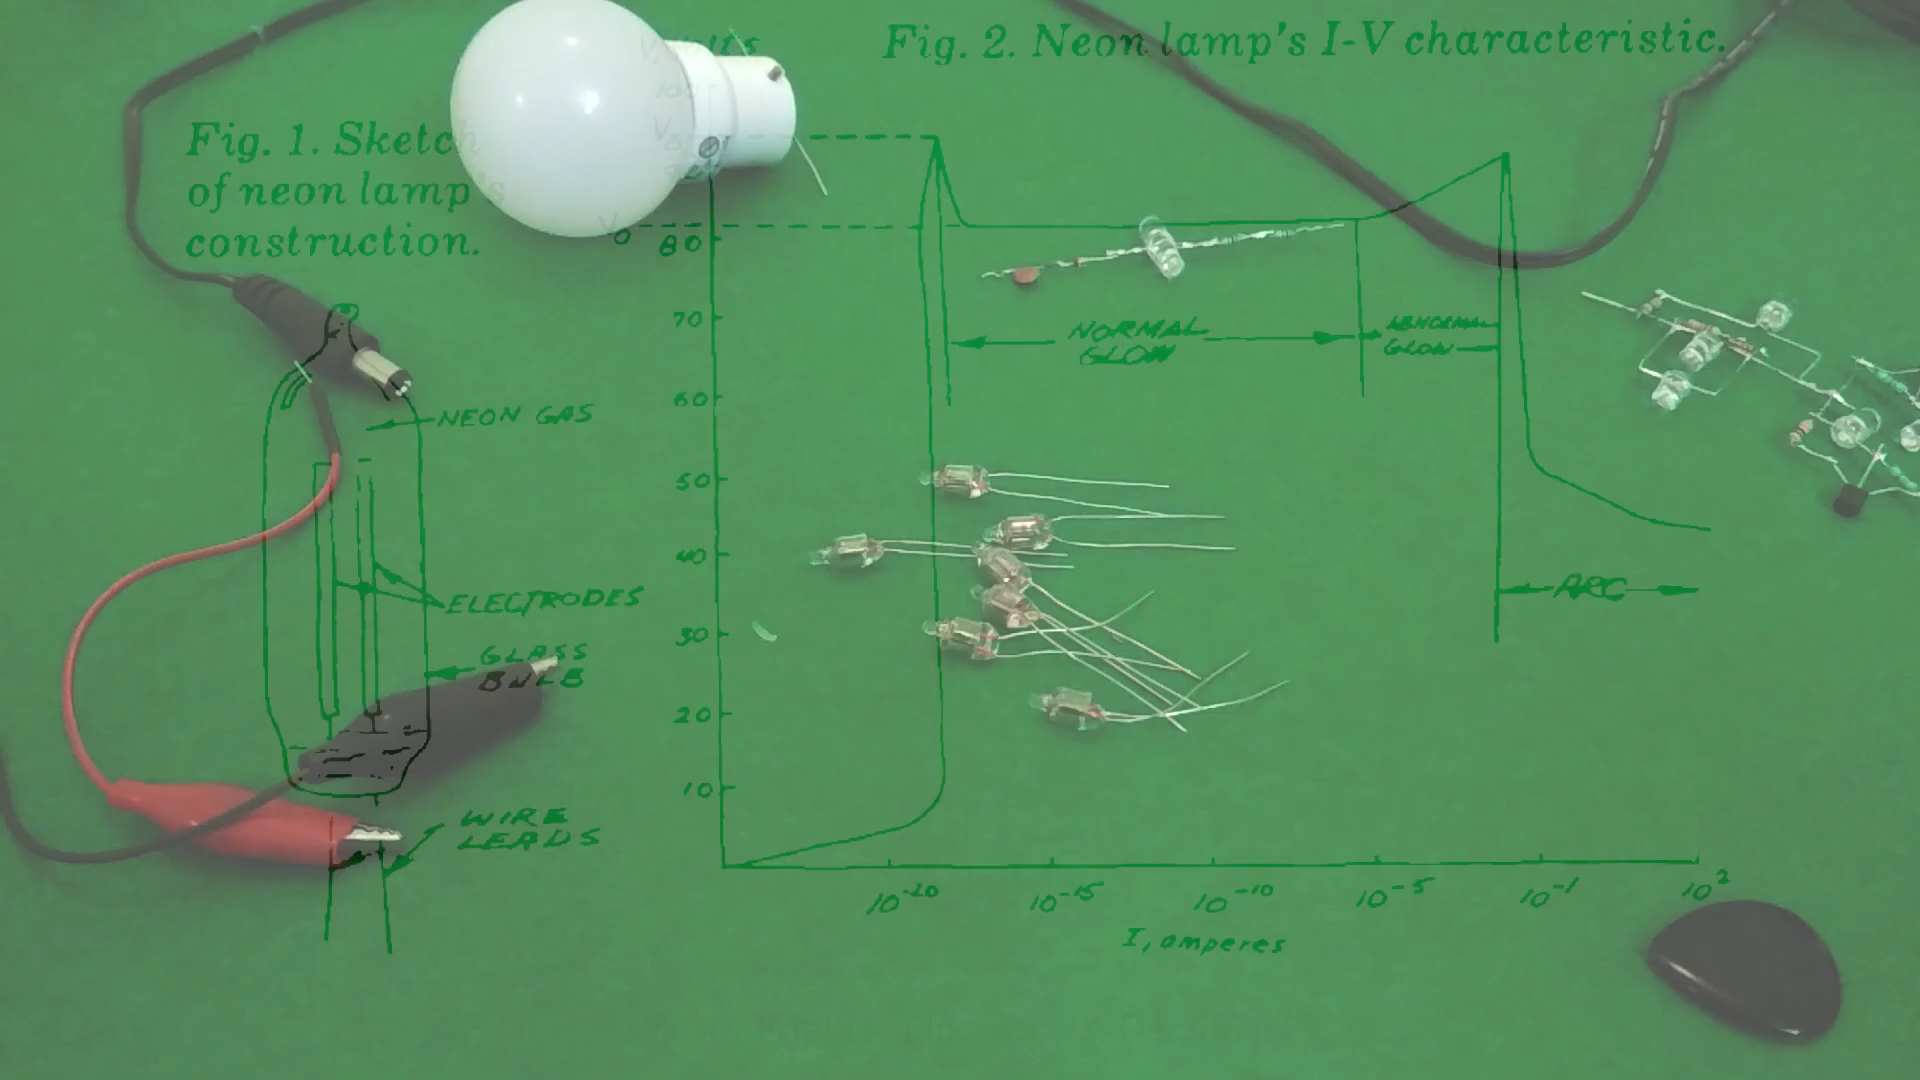 Fig. 2. Neon lamp's I-V characteristic.
Fig. 1. Sketch
of neon lamp's
construction.
80
70
60
50
40
30
20
10
NORMAL
GLOW
ABNORMAL
GLOW
ARC
NEON GAS
ELECTRODES
GLASS
BULB
WIRE
LEADS
10⁻²⁰ 10⁻¹⁵ 10⁻¹⁰ 10⁻⁵ 10⁻¹ 10²
I, amperes